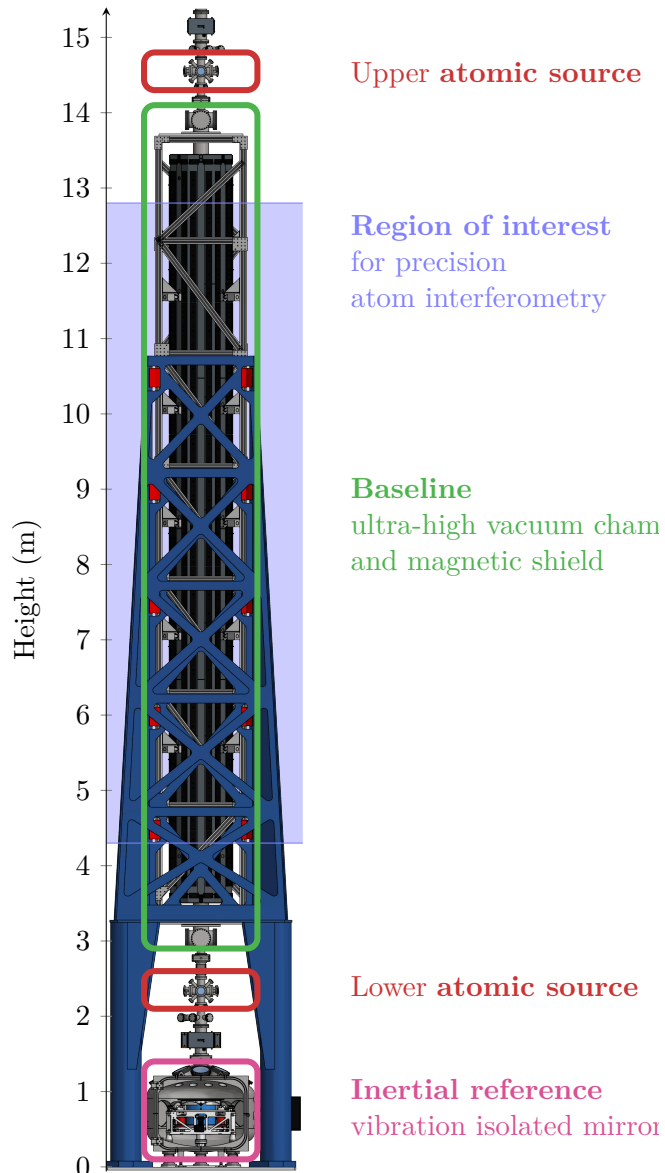 15
14
13
12
11
10
9
8
7
6
5
4
3
2
1
0
Height (m)
Upper atomic source
Region of interest
for precision
atom interferometry
Baseline
ultra-high vacuum cham
and magnetic shield
Lower atomic source
Inertial reference
vibration isolated mirror